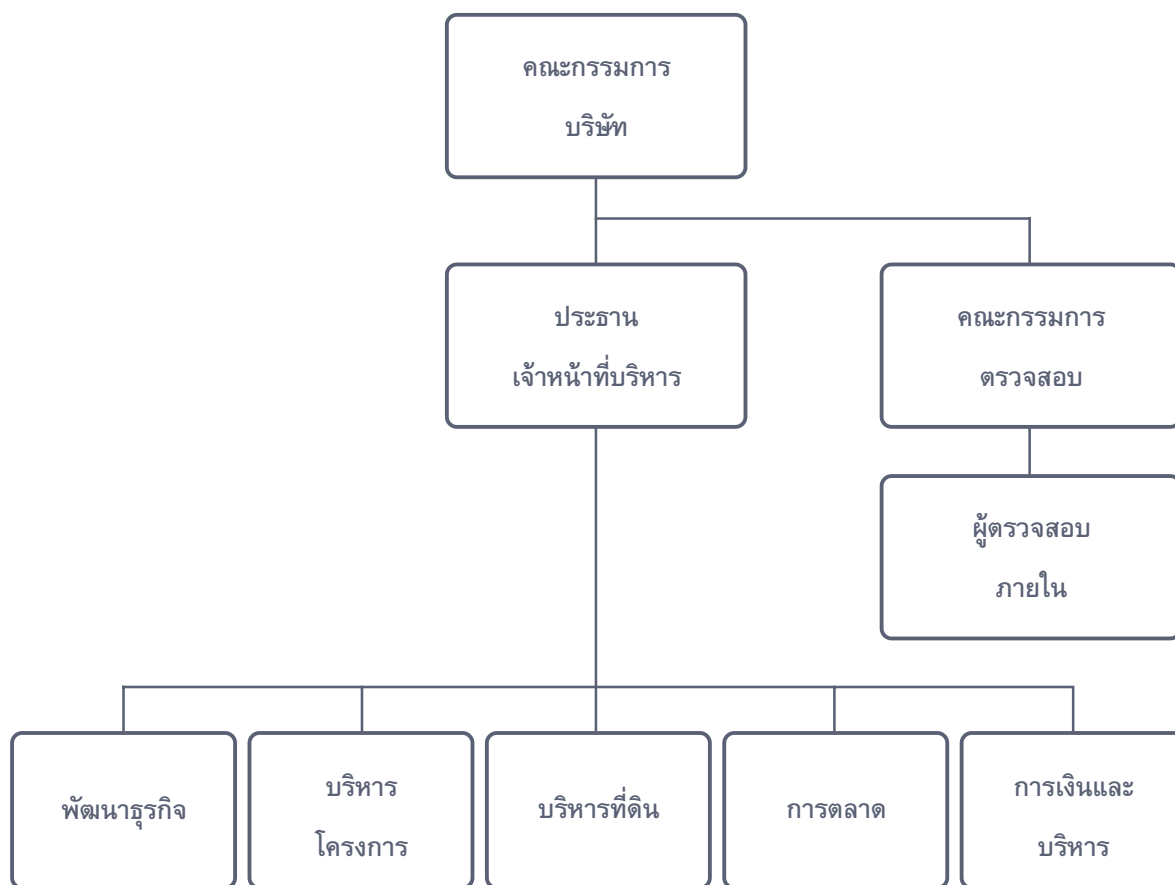 คณะกรรมการ
บริษัท
ประธาน
เจ้าหน้าที่บริหาร
คณะกรรมการ
ตรวจสอบ
ผู้ตรวจสอบ
ภายใน
พัฒนาธุรกิจ
บริหาร
โครงการ
บริหารที่ดิน
การตลาด
การเงินและ
บริหาร